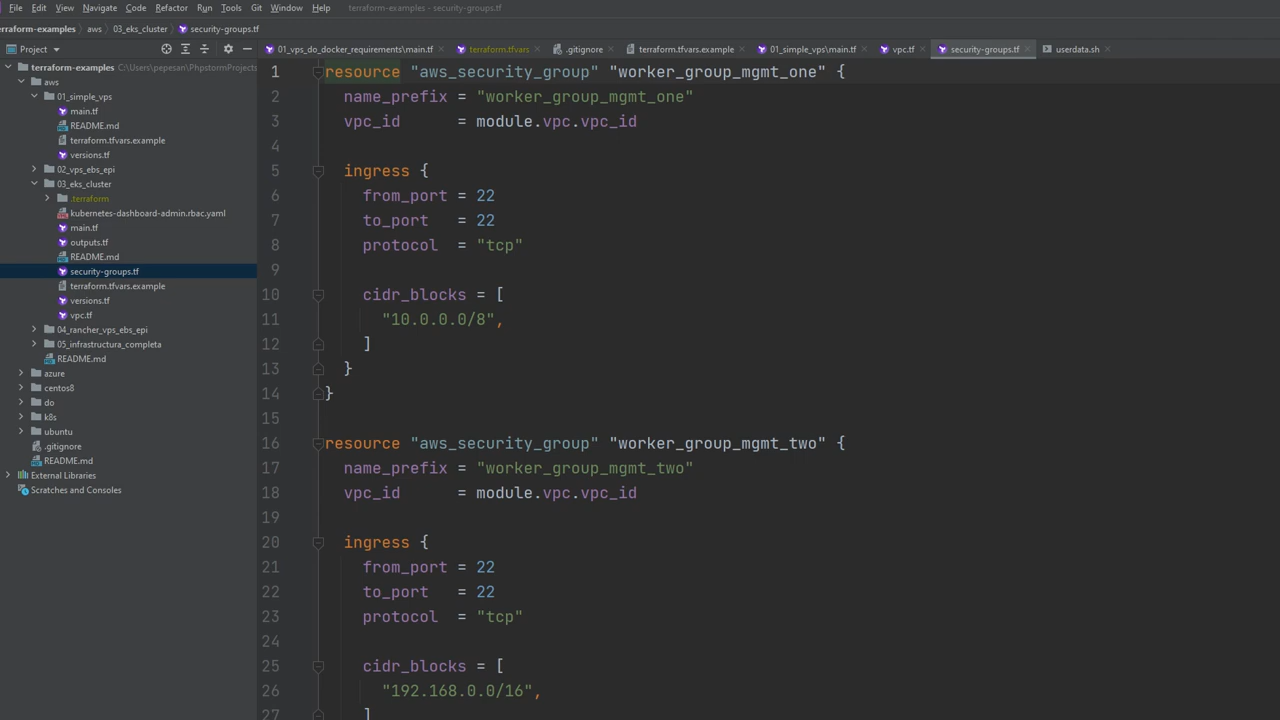 File Edit View Navigate Code Refactor Run Tools Git Window Help terraform-examples - security-groups.tf
terraform-examples aws 03_eks_cluster security-groups.tf
Project 01_vps_do_docker_requirements\main.tf terraform.tfvars .gitignore terraform.tfvars.example 01_simple_vps\main.tf vpc.tf security-groups.tf userdata.sh
terraform-examples C:\Users\pepesan\PhpstormProjects
aws
01_simple_vps
main.tf
README.md
terraform.tfvars.example
versions.tf
02_vps_ebs_epi
03_eks_cluster
.terraform
kubernetes-dashboard-admin.rbac.yaml
main.tf
outputs.tf
README.md
security-groups.tf
terraform.tfvars.example
versions.tf
vpc.tf
04_rancher_vps_ebs_epi
05_infrastructura_completa
README.md
azure
centos8
do
k8s
ubuntu
.gitignore
README.md
External Libraries
Scratches and Consoles
1 resource "aws_security_group" "worker_group_mgmt_one" {
2 name_prefix = "worker_group_mgmt_one"
3 vpc_id = module.vpc.vpc_id
4
5 ingress {
6 from_port = 22
7 to_port = 22
8 protocol = "tcp"
9
10 cidr_blocks = [
11 "10.0.0.0/8",
12 ]
13 }
14 }
15
16 resource "aws_security_group" "worker_group_mgmt_two" {
17 name_prefix = "worker_group_mgmt_two"
18 vpc_id = module.vpc.vpc_id
19
20 ingress {
21 from_port = 22
22 to_port = 22
23 protocol = "tcp"
24
25 cidr_blocks = [
26 "192.168.0.0/16",
27 ]